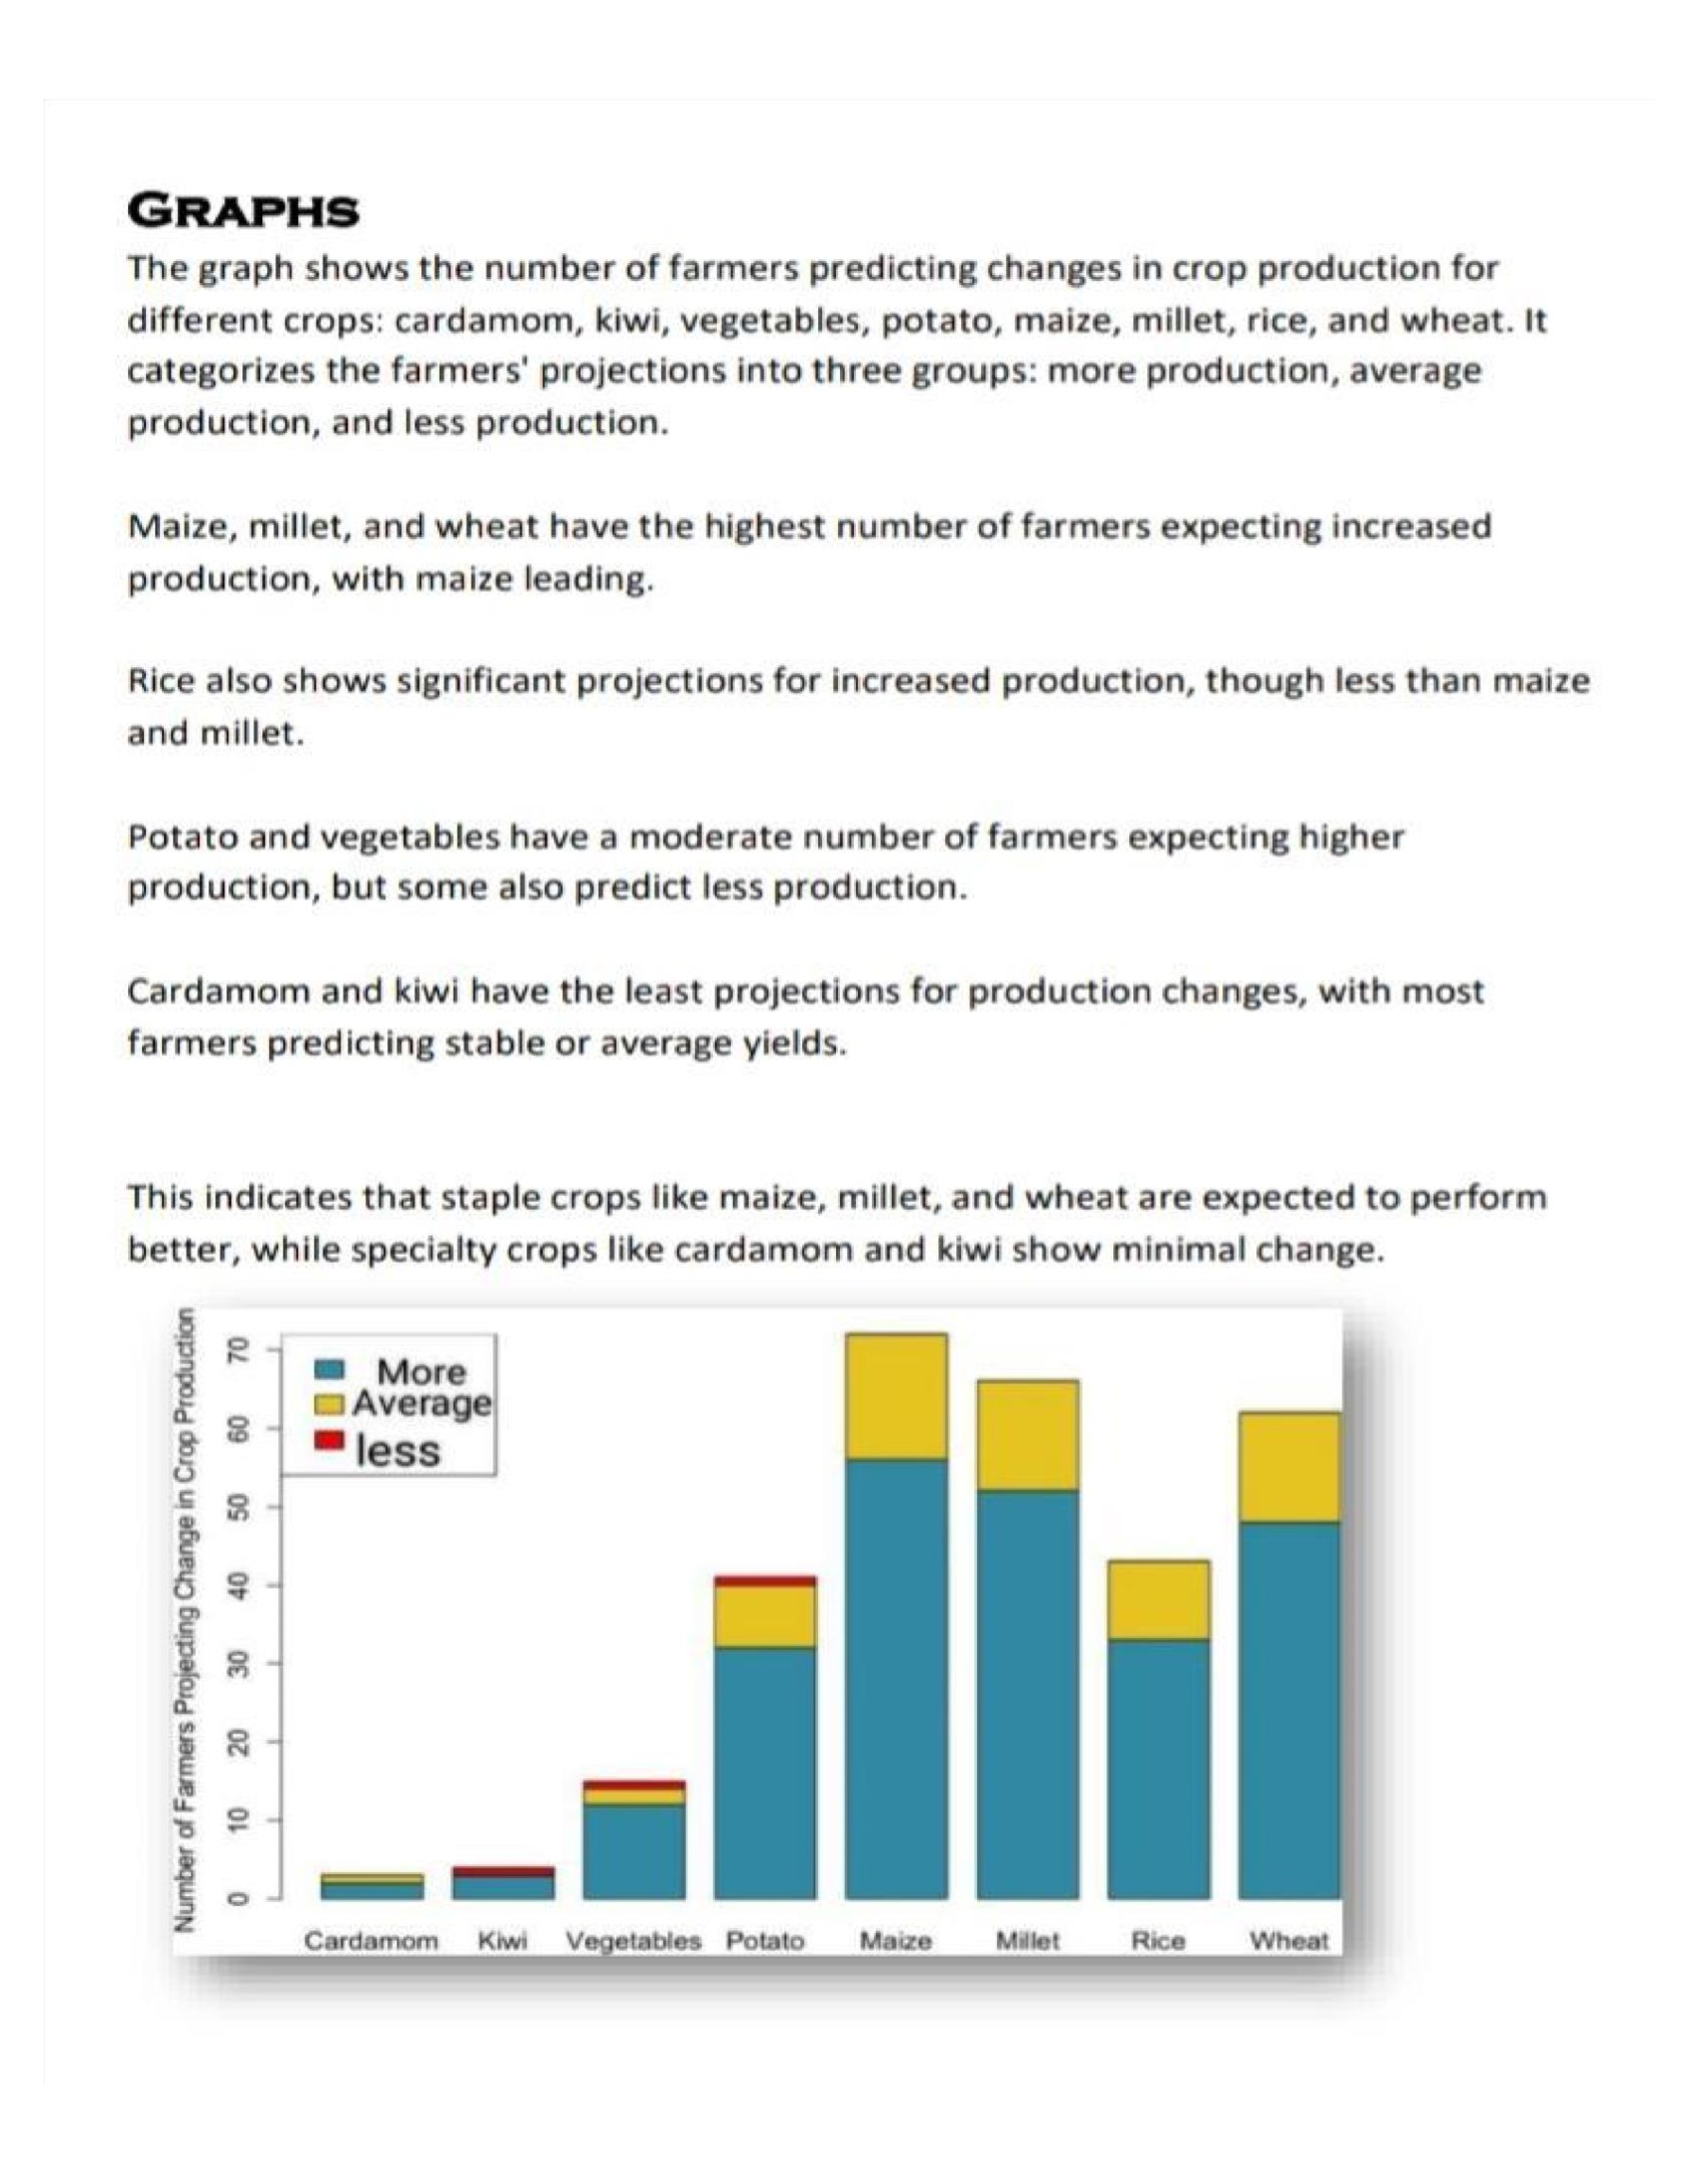 GRAPHS
The graph shows the number of farmers predicting changes in crop production for
different crops: cardamom, kiwi, vegetables, potato, maize, millet, rice, and wheat. It
categorizes the farmers' projections into three groups: more production, average
production, and less production.
Maize, millet, and wheat have the highest number of farmers expecting increased
production, with maize leading.
Rice also shows significant projections for increased production, though less than maize
and millet.
Potato and vegetables have a moderate number of farmers expecting higher
production, but some also predict less production.
Cardamom and kiwi have the least projections for production changes, with most
farmers predicting stable or average yields.
This indicates that staple crops like maize, millet, and wheat are expected to perform
better, while specialty crops like cardamom and kiwi show minimal change.
Number of Farmers Projecting Change in Crop Production
70
60
50
40
30
20
10
0
More
Average
less
Cardamom Kiwi Vegetables Potato Maize Millet Rice Wheat